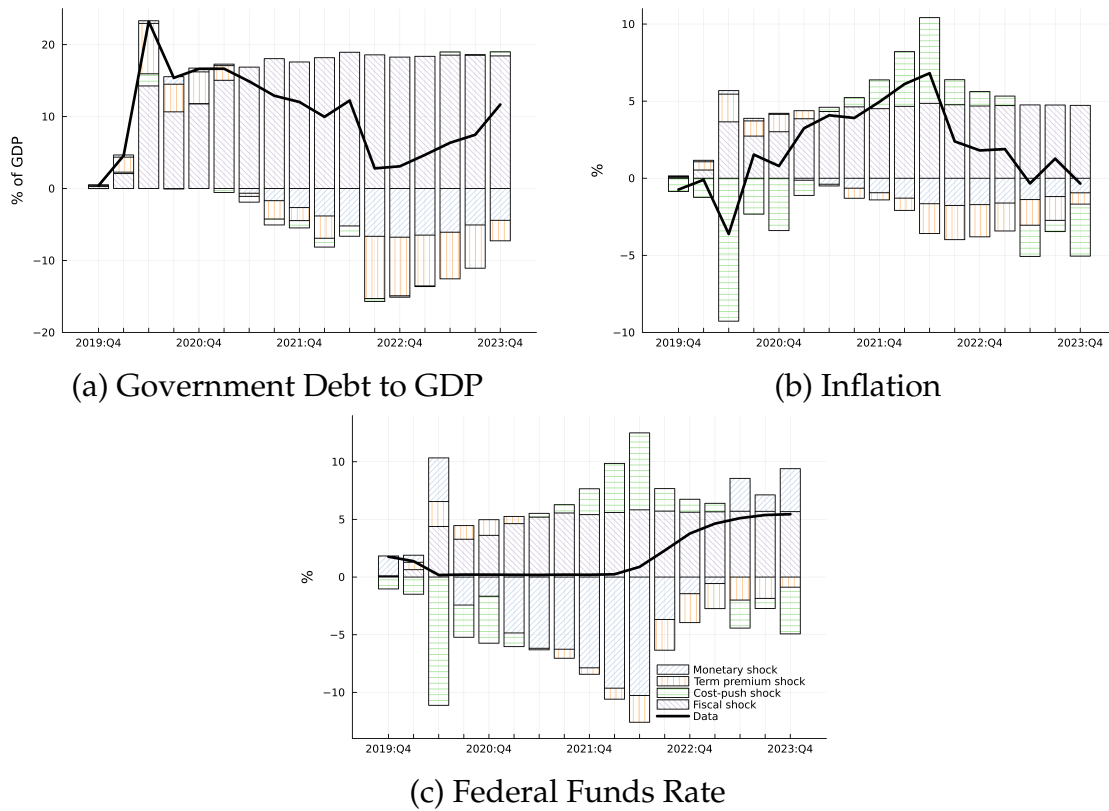 % of GDP
20
10
0
−10
−20
2019:Q4 2020:Q4 2021:Q4 2022:Q4 2023:Q4
(a) Government Debt to GDP
%
10
5
0
−5
−10
2019:Q4 2020:Q4 2021:Q4 2022:Q4 2023:Q4
(b) Inflation
%
10
5
0
−5
−10
Monetary shock
Term premium shock
Cost-push shock
Fiscal shock
Data
2019:Q4 2020:Q4 2021:Q4 2022:Q4 2023:Q4
(c) Federal Funds Rate